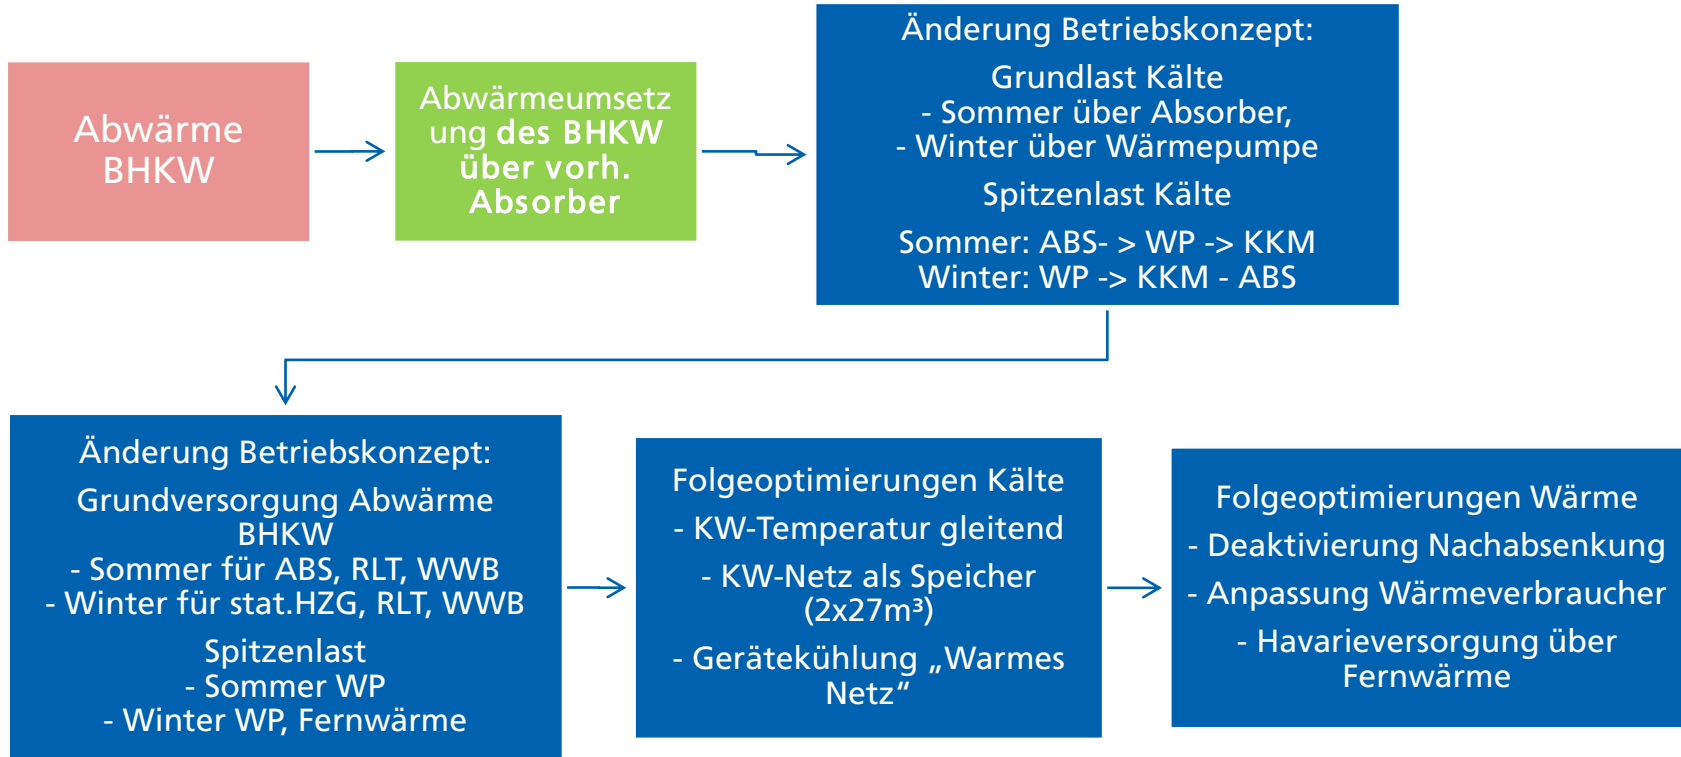 Abwärme
BHKW
Abwärmeumsetz
ung des BHKW
über vorh.
Absorber
Änderung Betriebskonzept:
Grundlast Kälte
- Sommer über Absorber,
- Winter über Wärmepumpe
Spitzenlast Kälte
Sommer: ABS- > WP -> KKM
Winter: WP -> KKM - ABS
Änderung Betriebskonzept:
Grundversorgung Abwärme
BHKW
- Sommer für ABS, RLT, WWB
- Winter für stat.HZG, RLT, WWB
Spitzenlast
- Sommer WP
- Winter WP, Fernwärme
Folgeoptimierungen Kälte
- KW-Temperatur gleitend
- KW-Netz als Speicher
(2x27m³)
- Gerätekühlung „Warmes
Netz“
Folgeoptimierungen Wärme
- Deaktivierung Nachabsenkung
- Anpassung Wärmeverbraucher
- Havarieversorgung über
Fernwärme